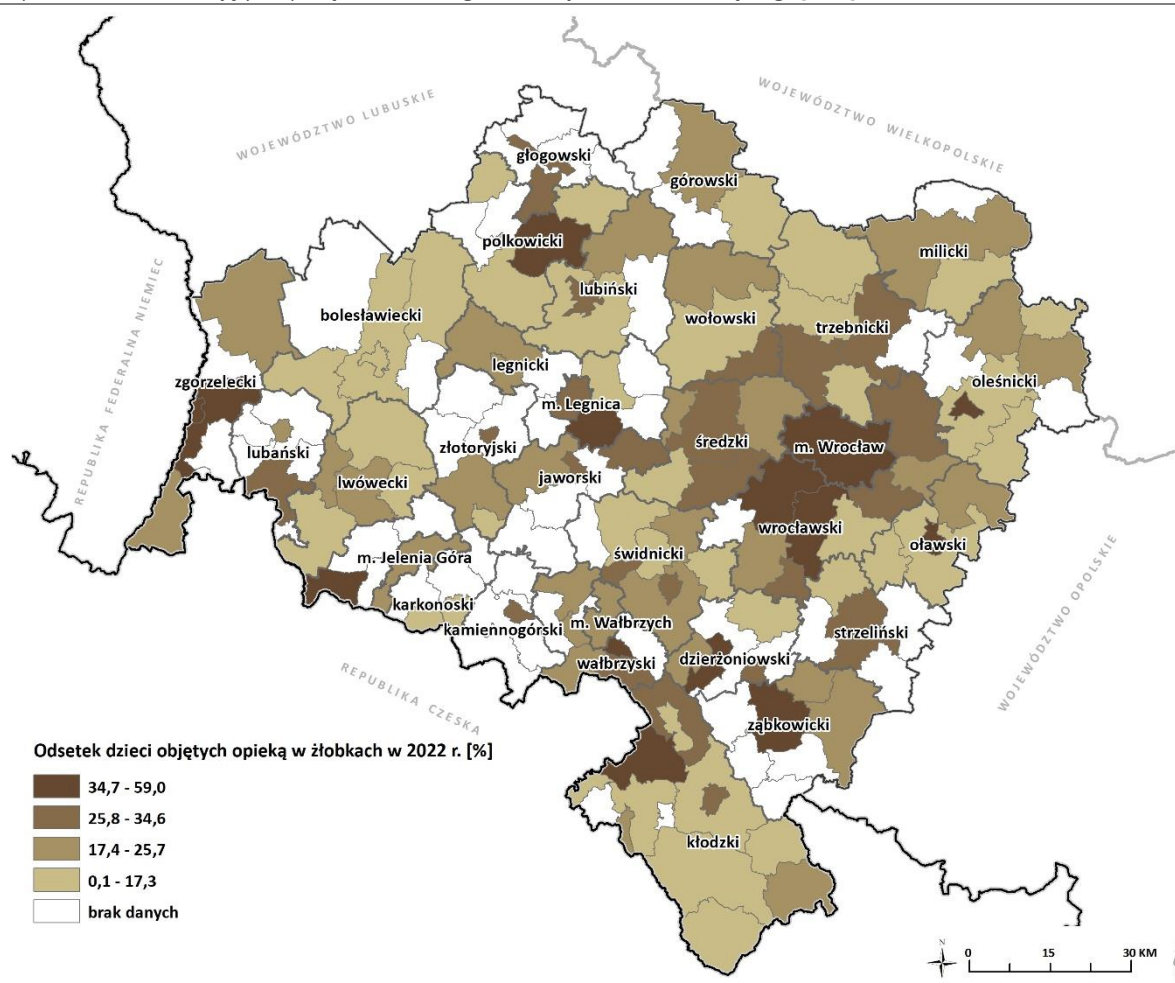 WOJEWÓDZTWO LUBUSKIE
WOJEWÓDZTWO WIELKOPOLSKIE
głogowski
górowski
polkowicki
milicki
lubiński
bolesławiecki
wołowski
trzebnicki
REPUBLIKA FEDERALNA NIEMIEC
legnicki
zgorzelecki
oleśnicki
m. Legnica
średzki
m. Wrocław
lubański
złotoryjski
lwówecki
jaworski
wrocławski
oławski
świdnicki
m. Jelenia Góra
karkonoski
kamiennogórski
m. Wałbrzych
strzeliński
WOJEWÓDZTWO OPOLSKIE
wałbrzyski
dzierżoniowski
REPUBLIKA CZESKA
ząbkowicki
kłodzki
Odsetek dzieci objętych opieką w żłobkach w 2022 r. [%]
34,7 - 59,0
25,8 - 34,6
17,4 - 25,7
0,1 - 17,3
brak danych
N
0 15 30 KM